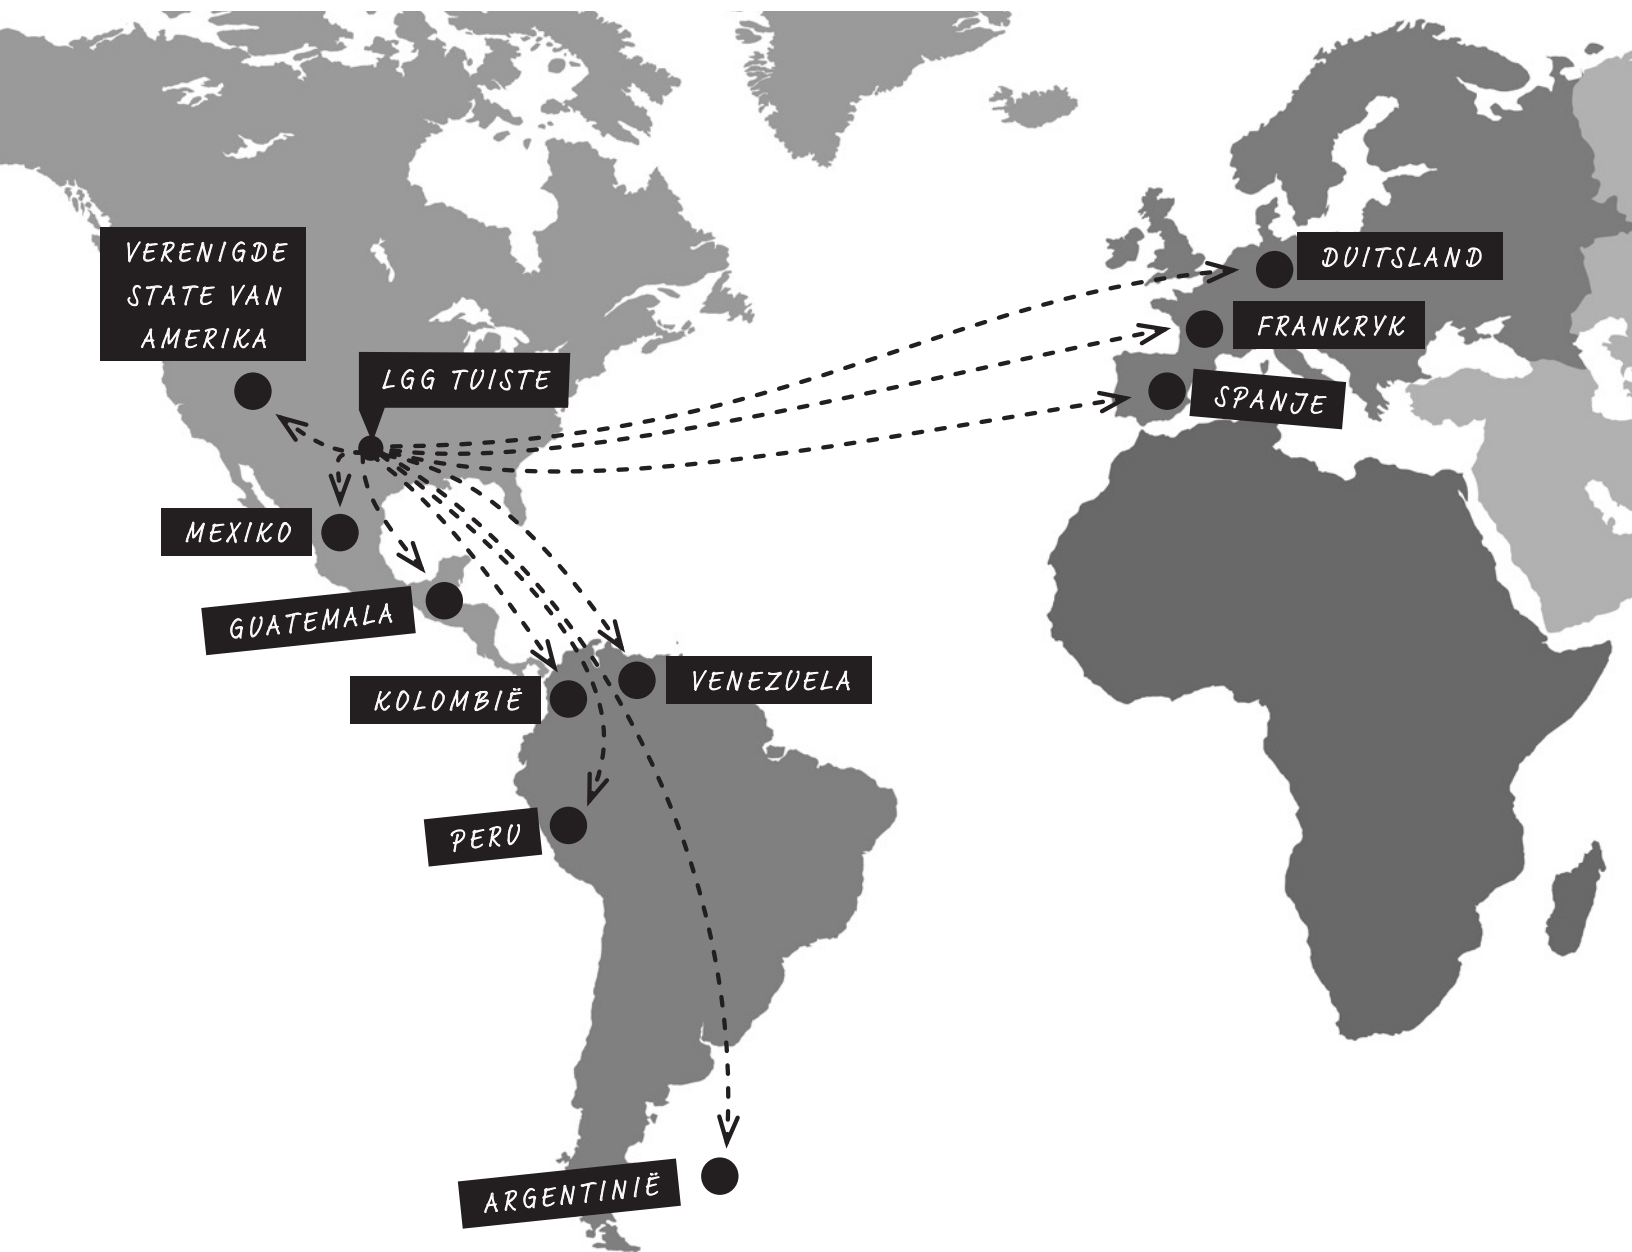 VERENIGDE
STATE VAN
AMERIKA
DUITSLAND
FRANKRYK
LGG TUISTE
SPANJE
MEXIKO
GUATEMALA
KOLOMBIË
VENEZUELA
PERU
ARGENTINIË